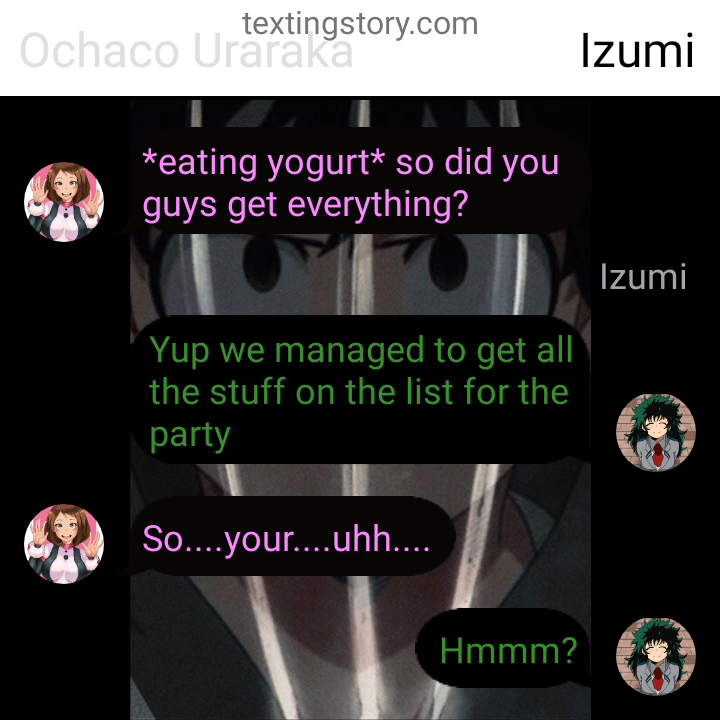 textingstory.com
Ochaco Uraraka
Izumi
*eating yogurt* so did you
guys get everything?
Izumi
Yup we managed to get all
the stuff on the list for the
party
So....your....uhh....
Hmmm?